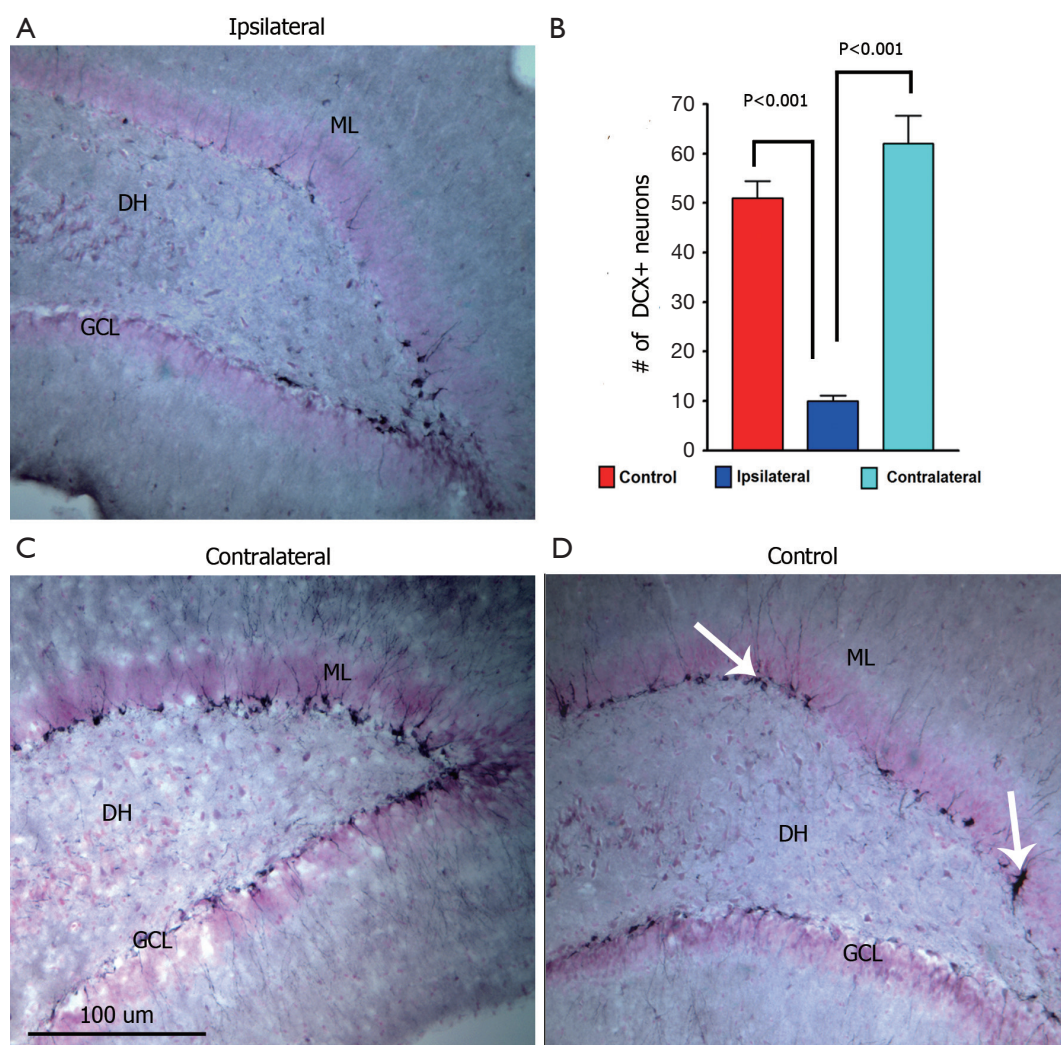 A
Ipsilateral
ML
DH
GCL
B
P<0.001
P<0.001
# of DCX+ neurons
70
60
50
40
30
20
10
0
Control
Ipsilateral
Contralateral
C
Contralateral
ML
DH
GCL
100 um
D
Control
ML
DH
GCL